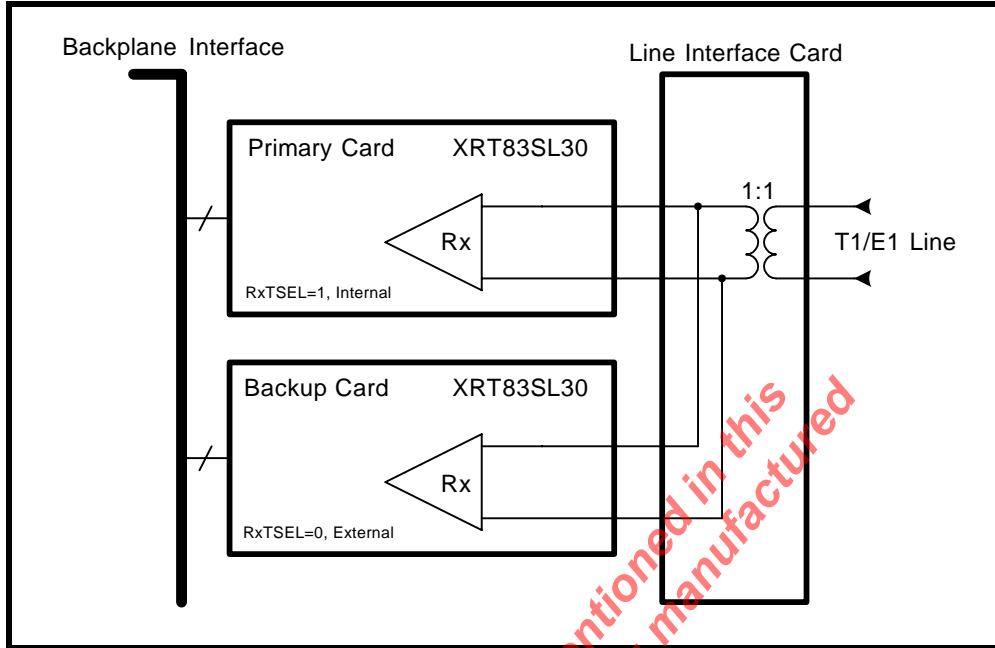 Backplane Interface
Line Interface Card
Primary Card XRT83SL30
Rx
RxTSEL=1, Internal
1:1
T1/E1 Line
Backup Card XRT83SL30
Rx
RxTSEL=0, External
mentioned in this
manufactured